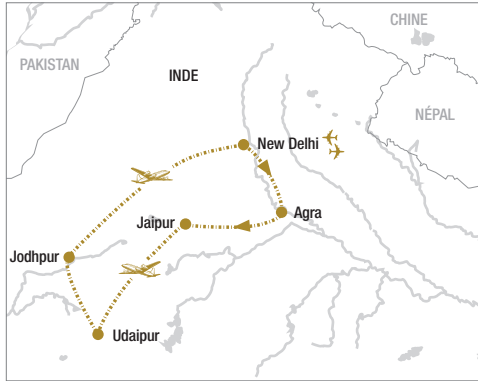 CHINE
PAKISTAN
INDE
NÉPAL
New Delhi
Agra
Jaipur
Jodhpur
Udaipur